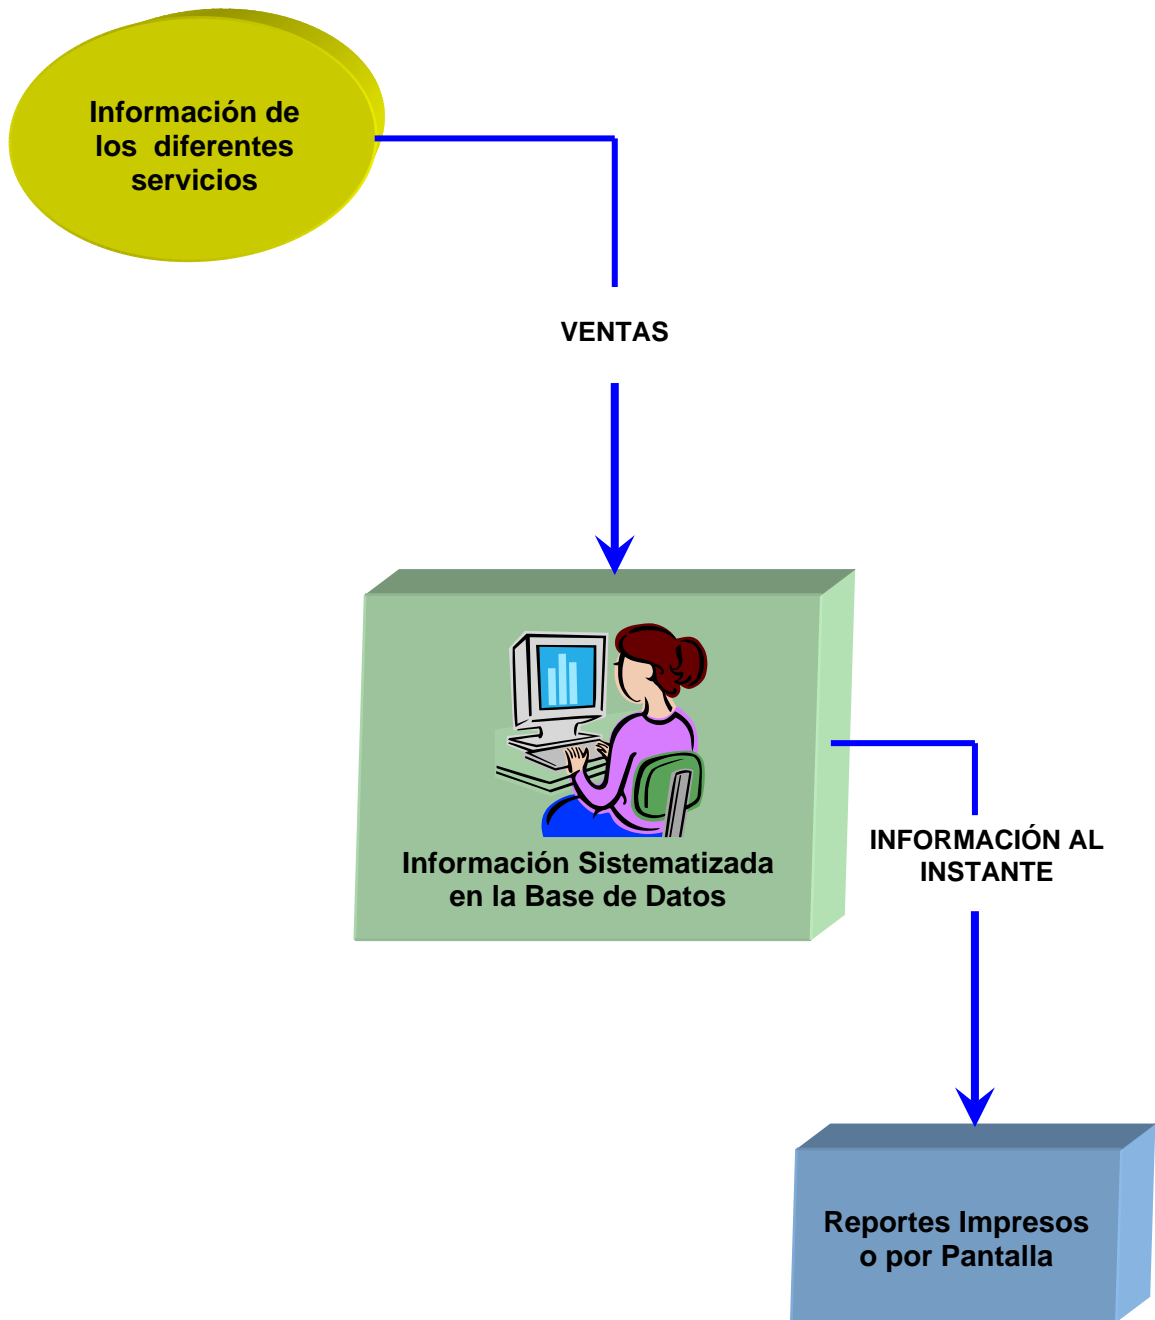 Información de
los diferentes
servicios
VENTAS
Información Sistematizada
en la Base de Datos
INFORMACIÓN AL
INSTANTE
Reportes Impresos
o por Pantalla